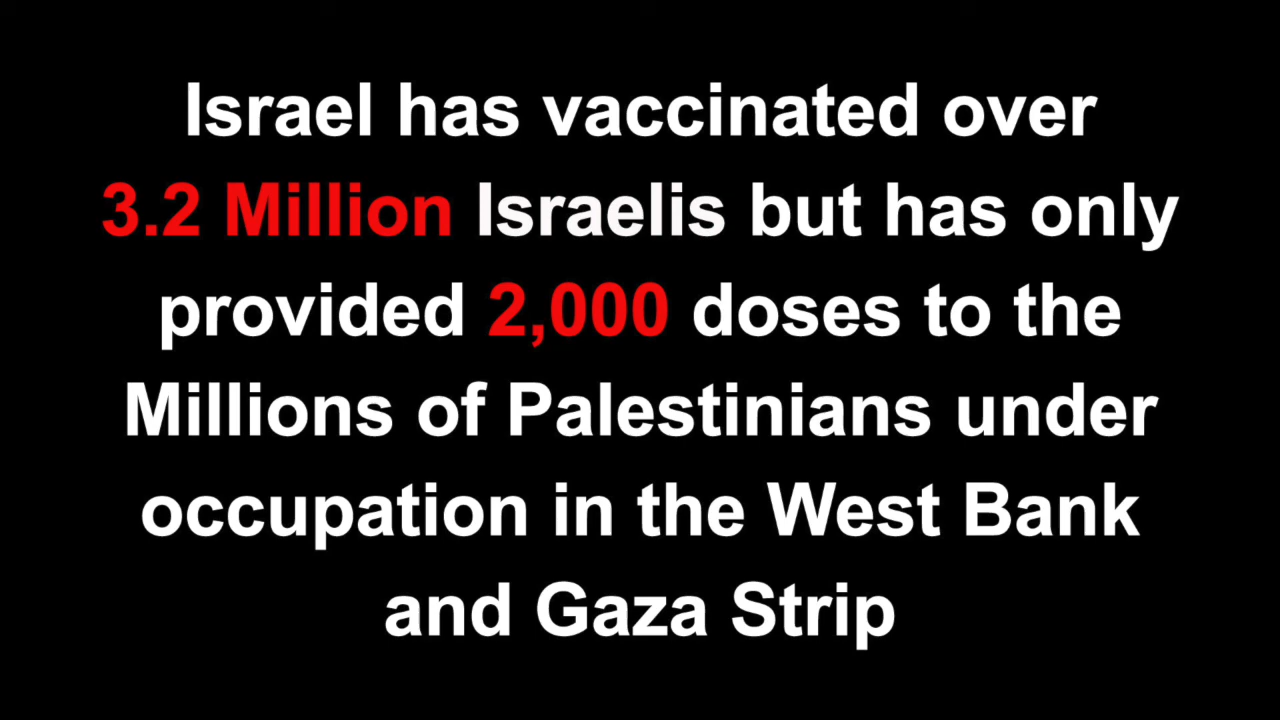 Israel has vaccinated over
3.2 Million Israelis but has only
provided 2,000 doses to the
Millions of Palestinians under
occupation in the West Bank
and Gaza Strip